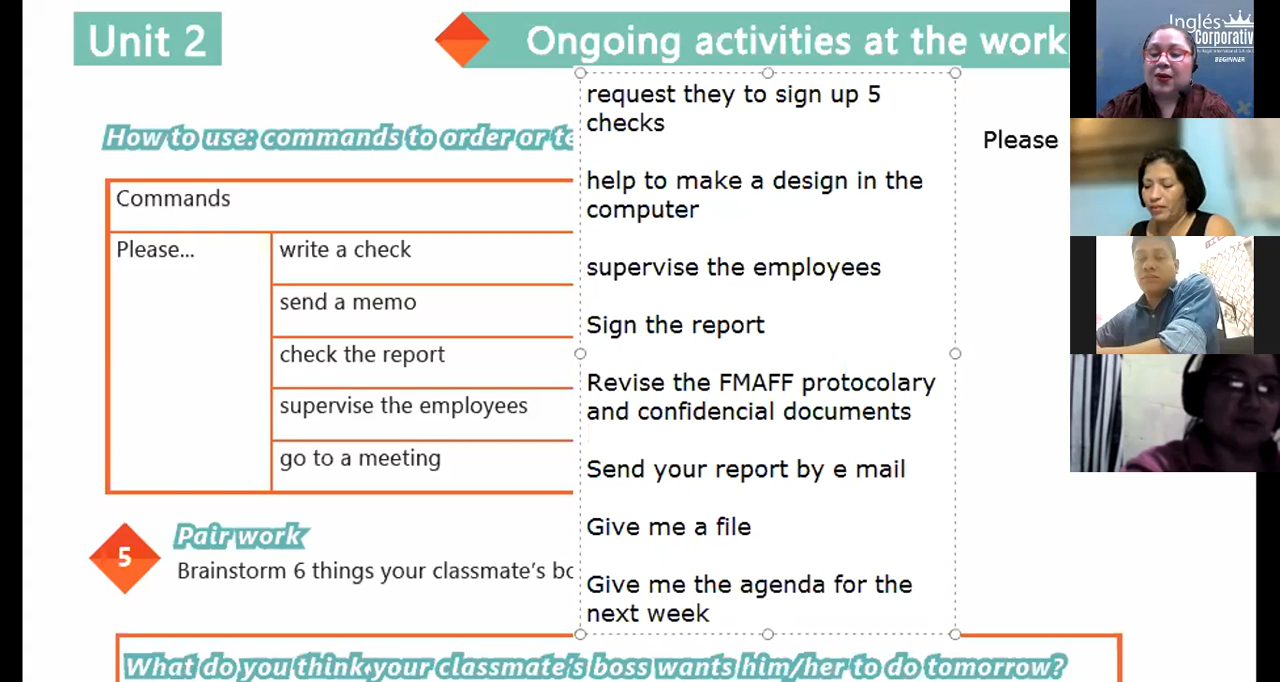 Unit 2
Ongoing activities at the work
How to use: commands to order or te
Commands
Please...
write a check
send a memo
check the report
supervise the employees
go to a meeting
5
Pair work
Brainstorm 6 things your classmate's bo
What do you think your classmate's boss wants him/her to do tomorrow?
request they to sign up 5
checks
help to make a design in the
computer
supervise the employees
Sign the report
Revise the FMAFF protocolary
and confidencial documents
Send your report by e mail
Give me a file
Give me the agenda for the
next week
Please
Inglés
Corporativ
BEGINNER